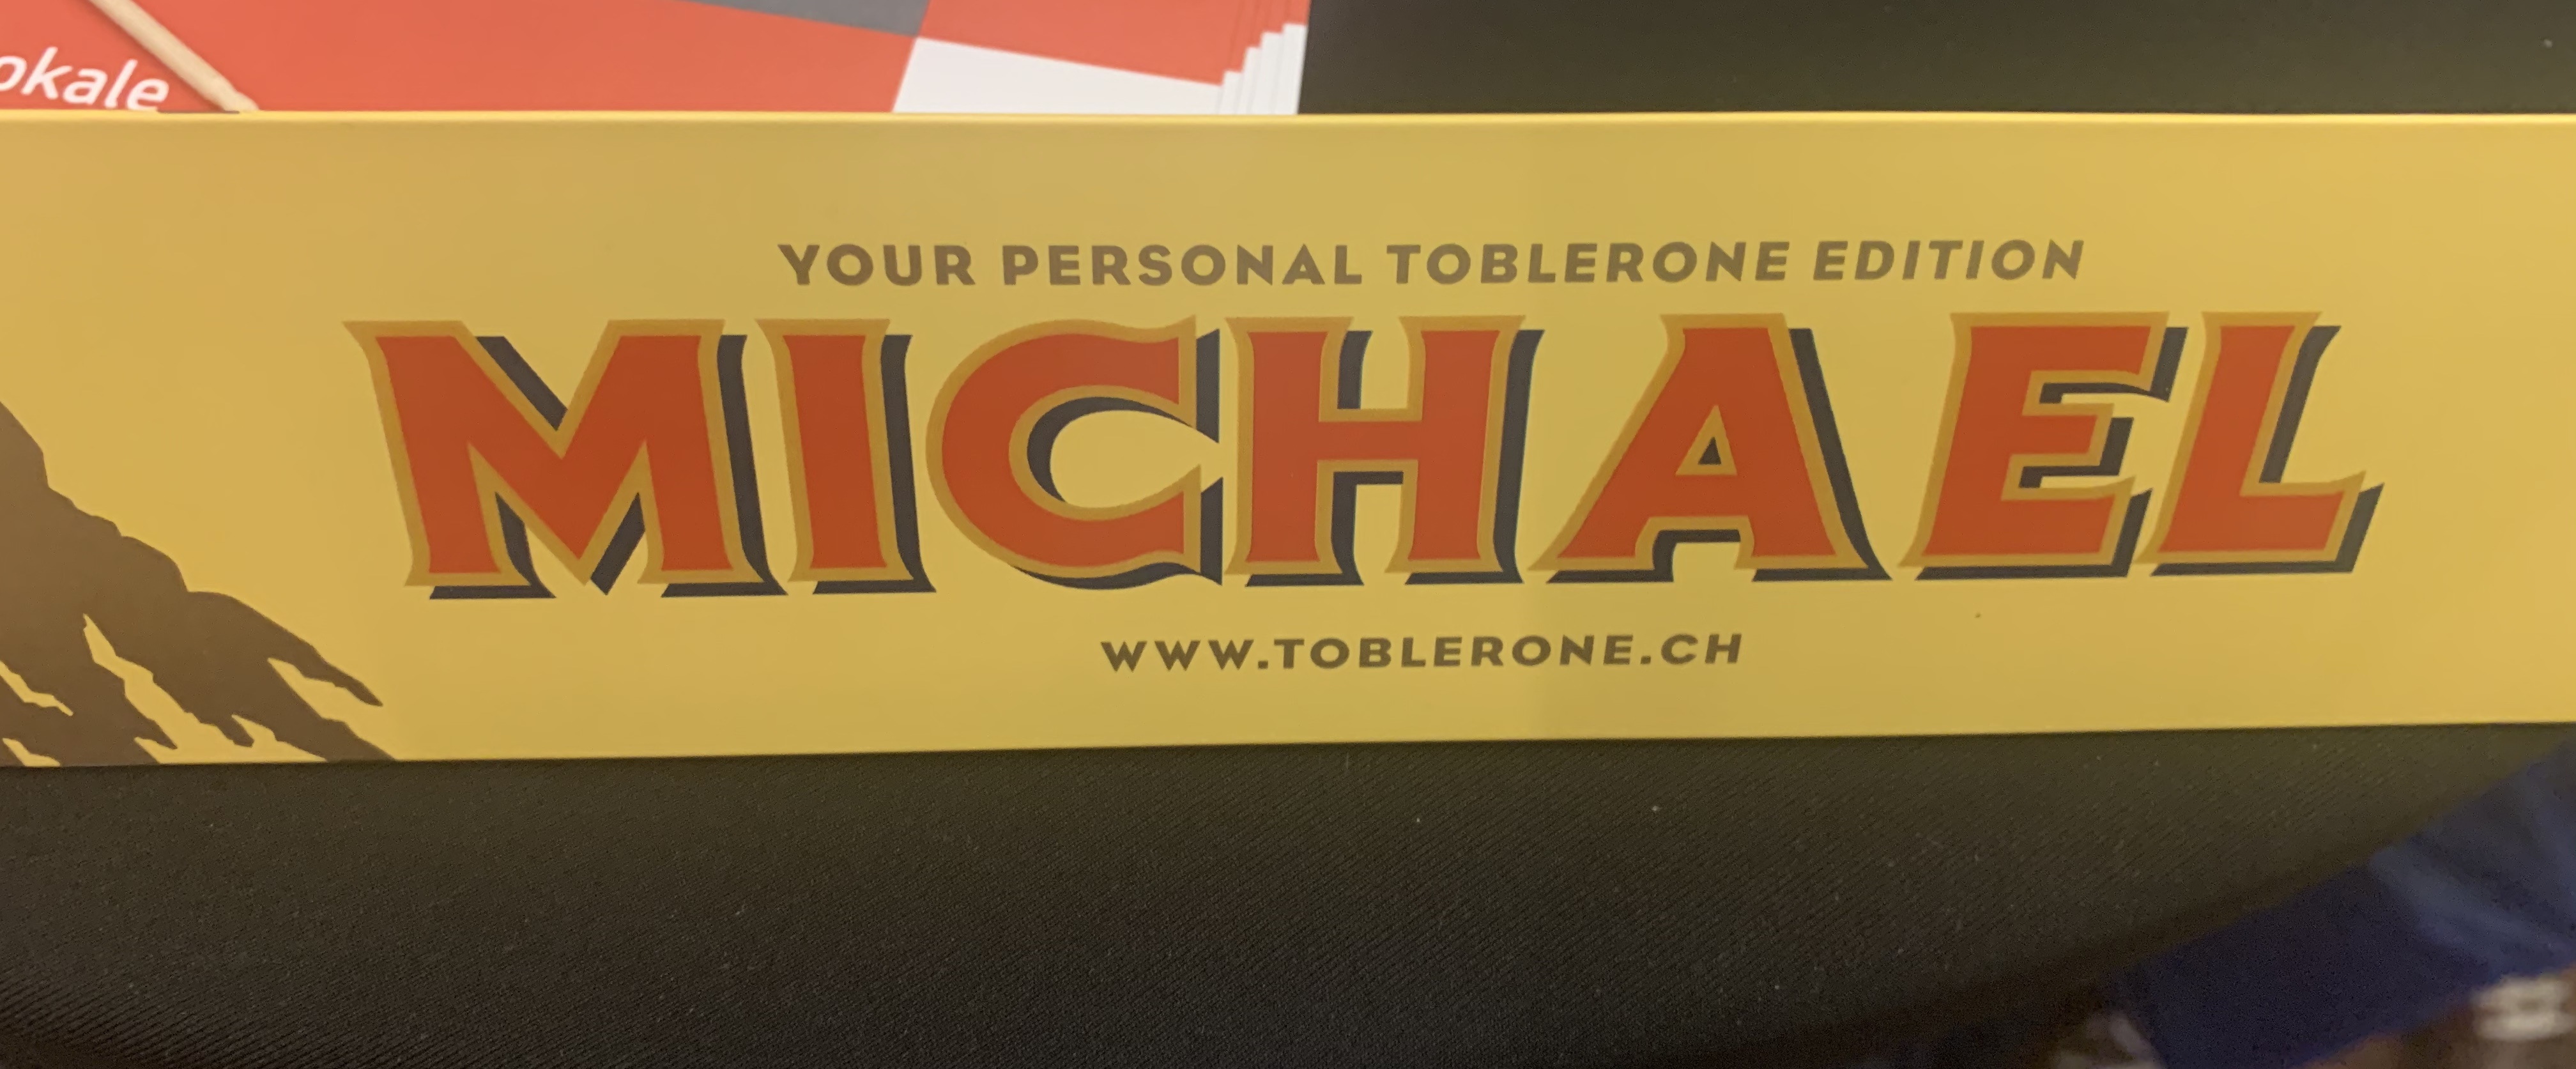 okale
YOUR PERSONAL TOBLERONE EDITION
MICHAEL
WWW.TOBLERONE.CH